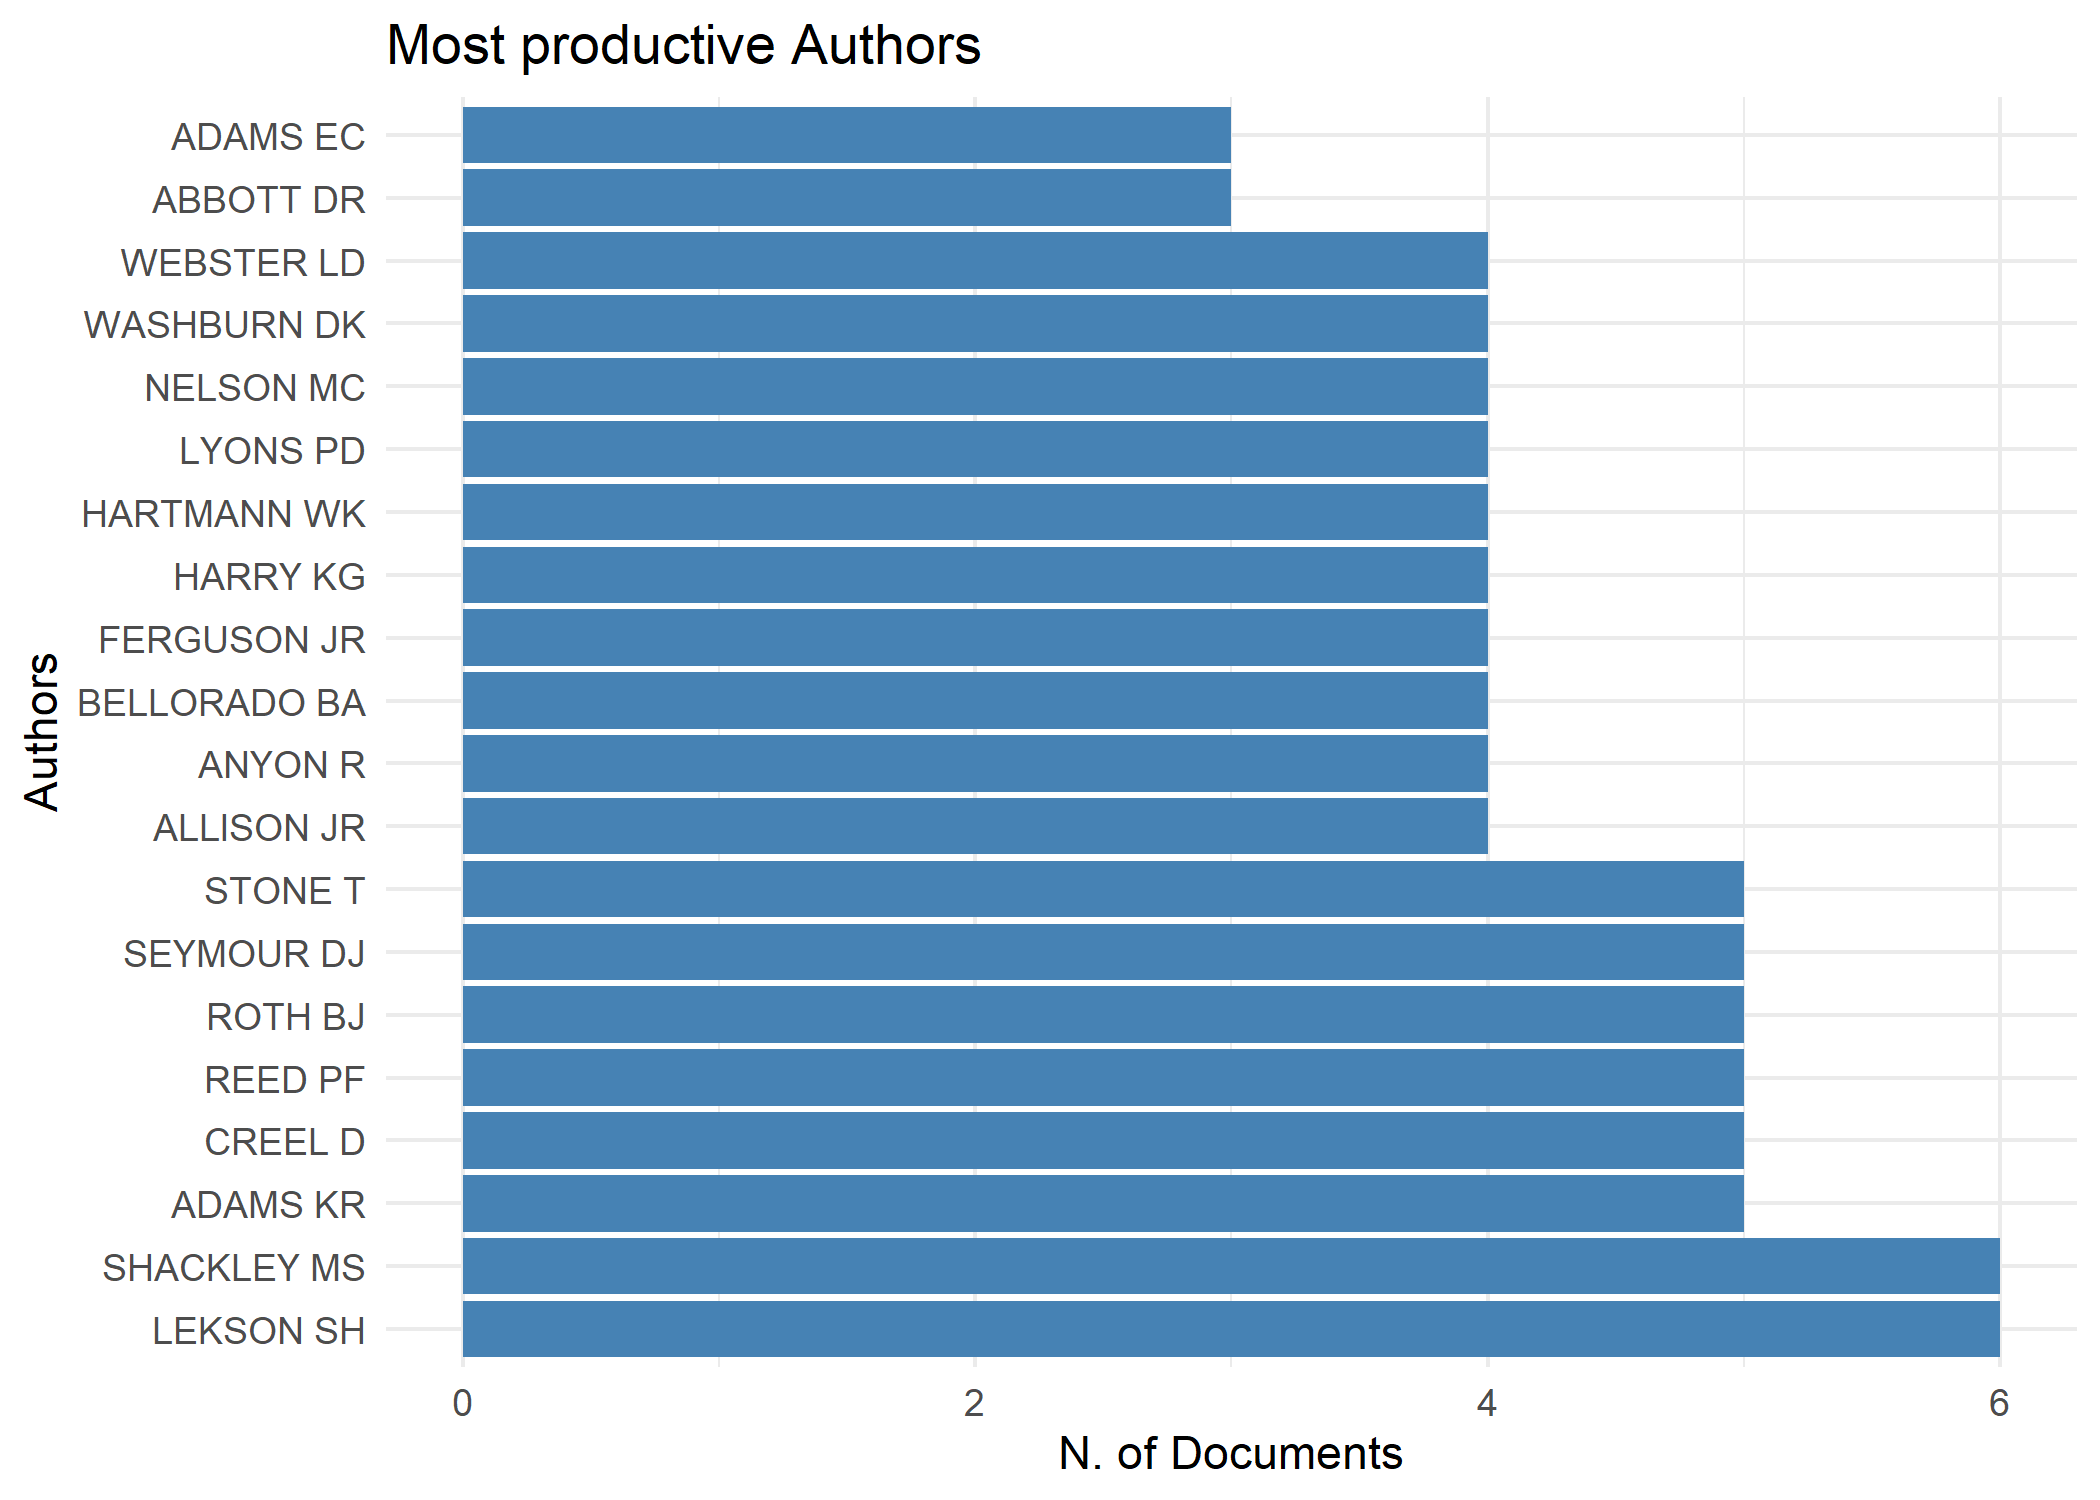 Most productive Authors
ADAMS EC
ABBOTT DR
WEBSTER LD
WASHBURN DK
NELSON MC
LYONS PD
HARTMANN WK
HARRY KG
FERGUSON JR
BELLORADO BA
ANYON R
ALLISON JR
STONE T
SEYMOUR DJ
ROTH BJ
REED PF
CREEL D
ADAMS KR
SHACKLEY MS
LEKSON SH
Authors
0 2 4 6
N. of Documents